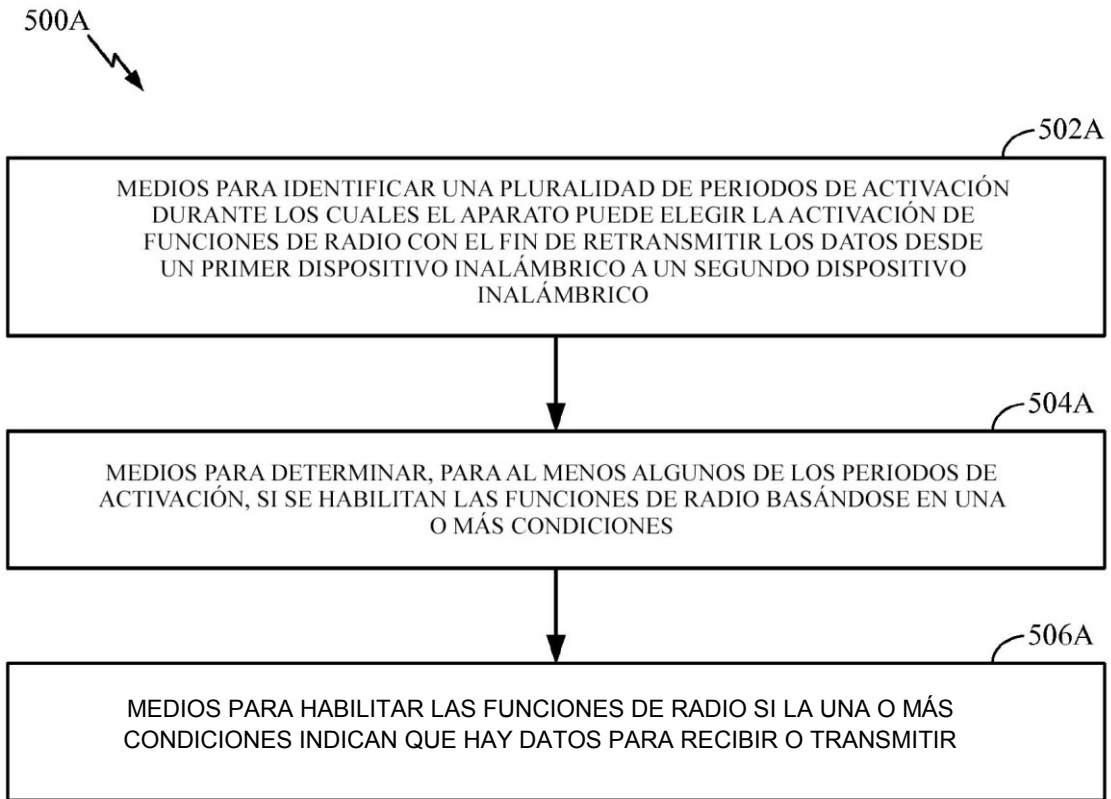 500A
502A
MEDIOS PARA IDENTIFICAR UNA PLURALIDAD DE PERIODOS DE ACTIVACIÓN
DURANTE LOS CUALES EL APARATO PUEDE ELEGIR LA ACTIVACIÓN DE
FUNCIONES DE RADIO CON EL FIN DE RETRANSMITIR LOS DATOS DESDE
UN PRIMER DISPOSITIVO INALÁMBRICO A UN SEGUNDO DISPOSITIVO
INALÁMBRICO
504A
MEDIOS PARA DETERMINAR, PARA AL MENOS ALGUNOS DE LOS PERIODOS DE
ACTIVACIÓN, SI SE HABILITAN LAS FUNCIONES DE RADIO BASÁNDOSE EN UNA
O MÁS CONDICIONES
506A
MEDIOS PARA HABILITAR LAS FUNCIONES DE RADIO SI LA UNA O MÁS
CONDICIONES INDICAN QUE HAY DATOS PARA RECIBIR O TRANSMITIR